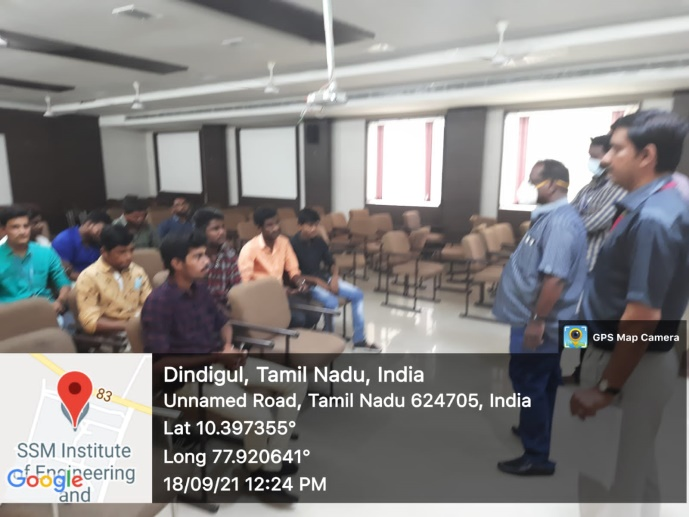 GPS Map Camera
Dindigul, Tamil Nadu, India
Unnamed Road, Tamil Nadu 624705, India
Lat 10.397355°
Long 77.920641°
18/09/21 12:24 PM
83
SSM Institute
of Engineering
and
Google